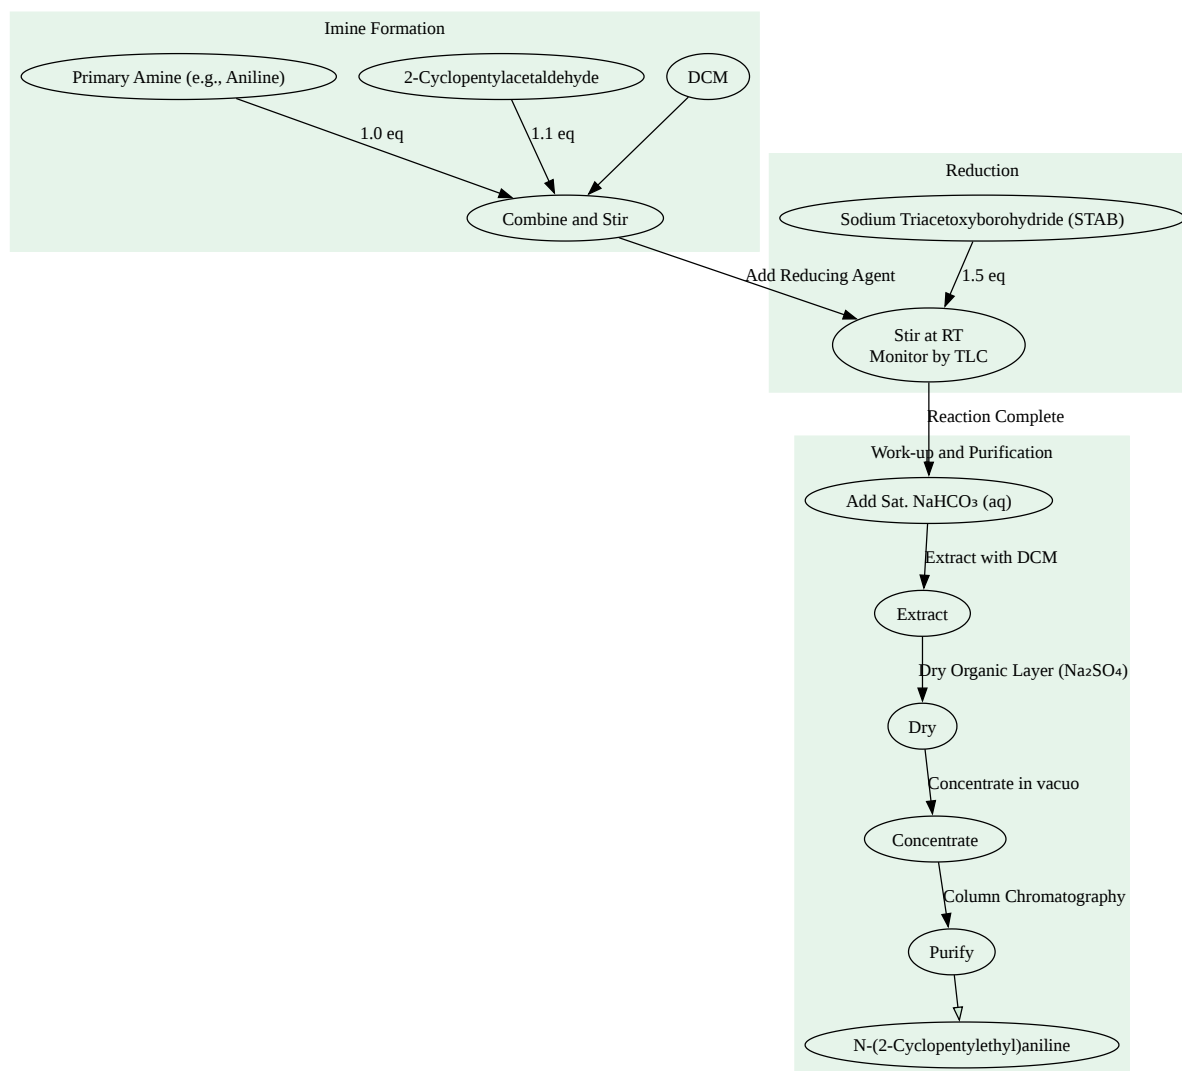 Imine Formation
Primary Amine (e.g., Aniline)
2-Cyclopentylacetaldehyde
DCM
1.0 eq
1.1 eq
Combine and Stir
Reduction
Sodium Triacetoxyborohydride (STAB)
Add Reducing Agent
1.5 eq
Stir at RT
Monitor by TLC
Reaction Complete
Work-up and Purification
Add Sat. NaHCO₃ (aq)
Extract with DCM
Extract
Dry Organic Layer (Na₂SO₄)
Dry
Concentrate in vacuo
Concentrate
Column Chromatography
Purify
N-(2-Cyclopentylethyl)aniline